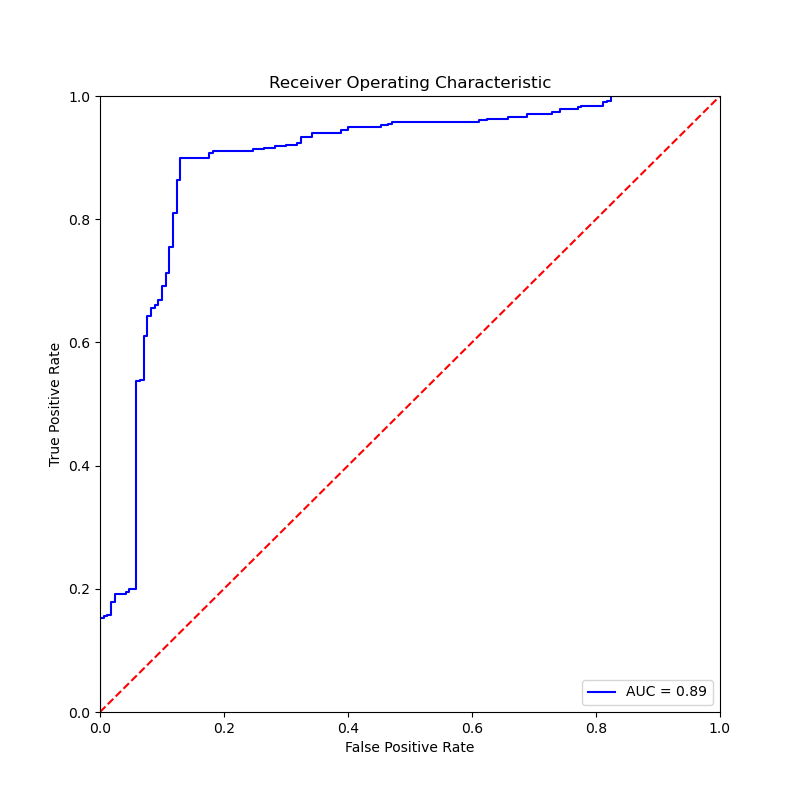 Receiver Operating Characteristic
True Positive Rate
1.0
0.8
0.6
0.4
0.2
0.0
AUC = 0.89
0.0 0.2 0.4 0.6 0.8 1.0
False Positive Rate